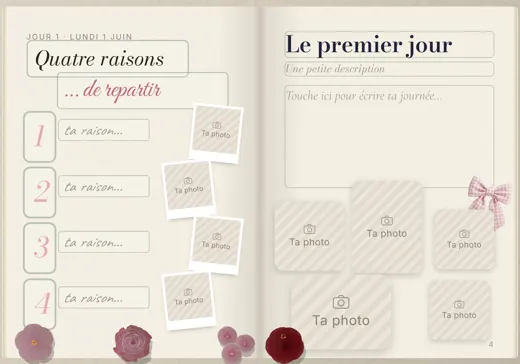 JOUR 1 · LUNDI 1 JUIN
Quatre raisons
... de repartir
1
ta raison...
Ta photo
2
ta raison...
Ta photo
3
ta raison...
Ta photo
4
ta raison...
Ta photo
Le premier jour
Une petite description
Touche ici pour écrire ta journée...
Ta photo
Ta photo
Ta photo
Ta photo
Ta photo
4